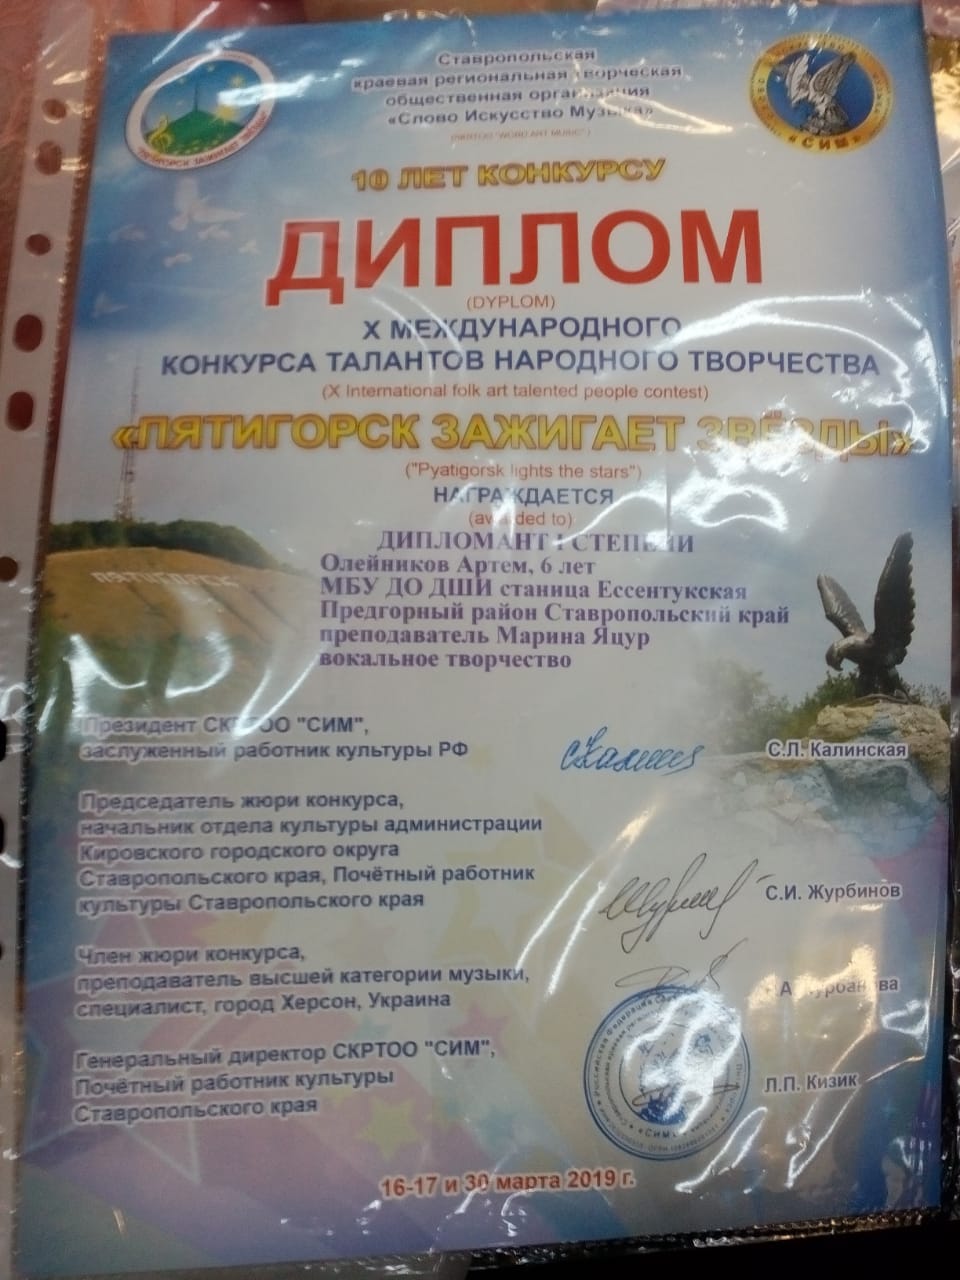 Ставропольская
краевая региональная творческая
общественная организация
«Слово Искусство Музыка»
«СИМ»
10 ЛЕТ КОНКУРСУ
ДИПЛОМ
(DYPLOM)
X МЕЖДУНАРОДНОГО
КОНКУРСА ТАЛАНТОВ НАРОДНОГО ТВОРЧЕСТВА
(X International folk art talented people contest)
«ПЯТИГОРСК ЗАЖИГАЕТ ЗВЁЗДЫ»
("Pyatigorsk lights the stars")
НАГРАЖДАЕТСЯ
(awarded to)
ДИПЛОМАНТ I СТЕПЕНИ
Олейников Артем, 6 лет
МБУ ДО ДШИ станица Ессентукская
Предгорный район Ставропольский край
преподаватель Марина Яцур
вокальное творчество
ПЯТИГОРСК
Президент СКРТОО "СИМ",
заслуженный работник культуры РФ
С.Л. Калинская
Председатель жюри конкурса,
начальник отдела культуры администрации
Кировского городского округа
Ставропольского края, Почётный работник
культуры Ставропольского края
С.И. Журбинов
Член жюри конкурса,
преподаватель высшей категории музыки,
специалист, город Херсон, Украина
Генеральный директор СКРТОО "СИМ",
Почётный работник культуры
Ставропольского края
Л.П. Кизик
«СИМ»
16-17 и 30 марта 2019 г.